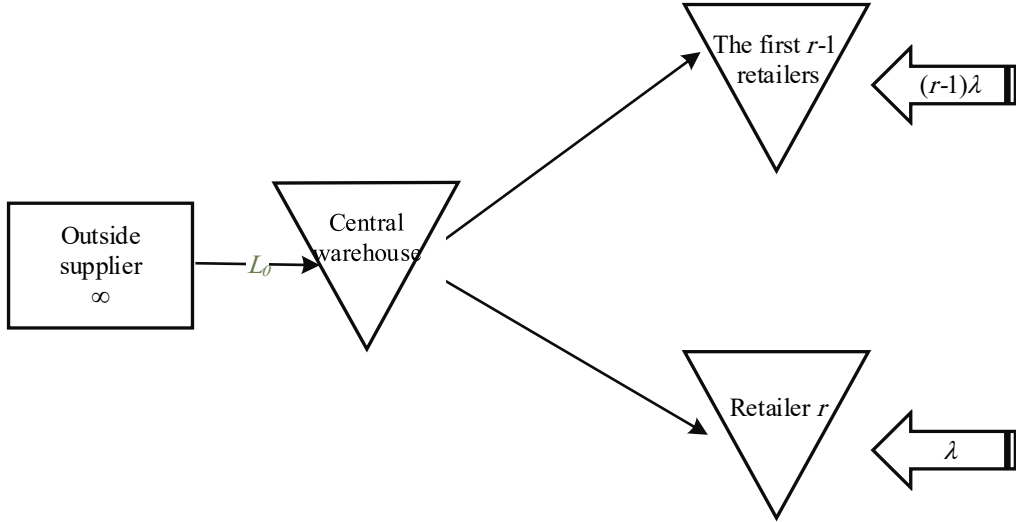 The first r-1
retailers
(r-1)λ
Outside
supplier
∞
L₀
Central
warehouse
Retailer r
λ